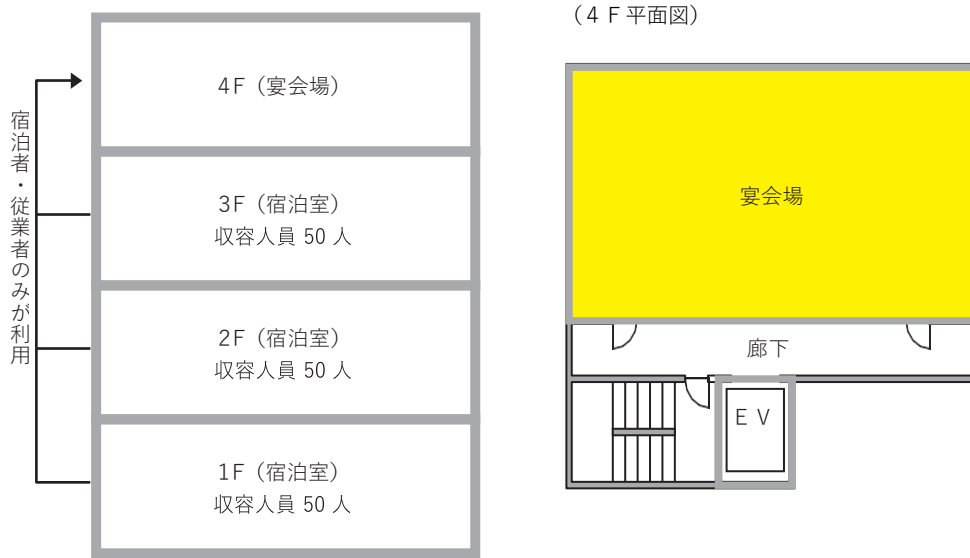 宿泊者・従業者のみが利用
4F（宴会場）
3F（宿泊室）
収容人員 50 人
2F（宿泊室）
収容人員 50 人
1F（宿泊室）
収容人員 50 人
（4 F 平面図）
宴会場
廊下
E V